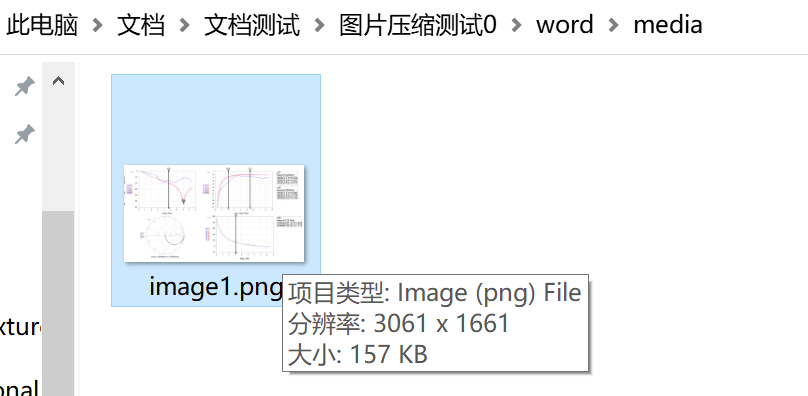 此电脑 > 文档 > 文档测试 > 图片压缩测试0 > word > media
image1.png
项目类型: Image (png) File
分辨率: 3061 x 1661
大小: 157 KB
xture
onal